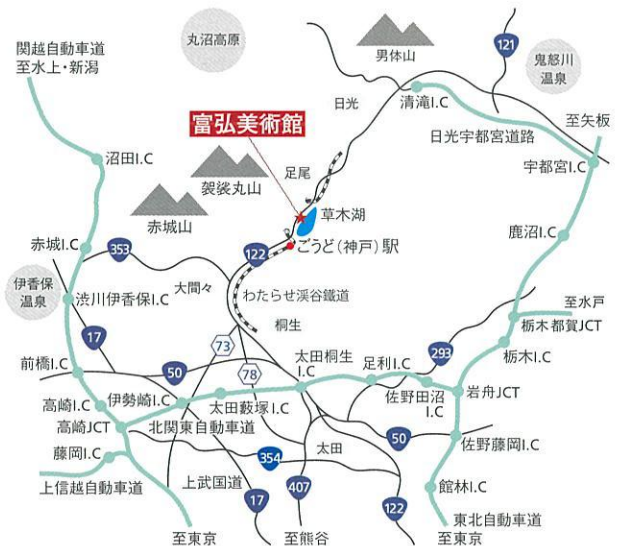 関越自動車道
至水上・新潟
丸沼高原
男体山
121
鬼怒川
温泉
日光
清滝I.C
日光宇都宮道路
至矢板
宇都宮I.C
富弘美術館
足尾
沼田I.C
袈裟丸山
赤城山
草木湖
鹿沼I.C
赤城I.C
353
122
ごうど(神戸)駅
伊香保
温泉
渋川伊香保I.C
大間々
わたらせ渓谷鐵道
至水戸
栃木都賀JCT
桐生
17
73
293
栃木I.C
前橋I.C
50
78
太田桐生
I.C
足利I.C
岩舟JCT
高崎I.C
伊勢崎I.C
太田藪塚I.C
佐野田沼
I.C
高崎JCT
北関東自動車道
50
佐野藤岡I.C
藤岡I.C
354
太田
上信越自動車道
上武国道
17
407
122
館林I.C
東北自動車道
至東京
至熊谷
至東京